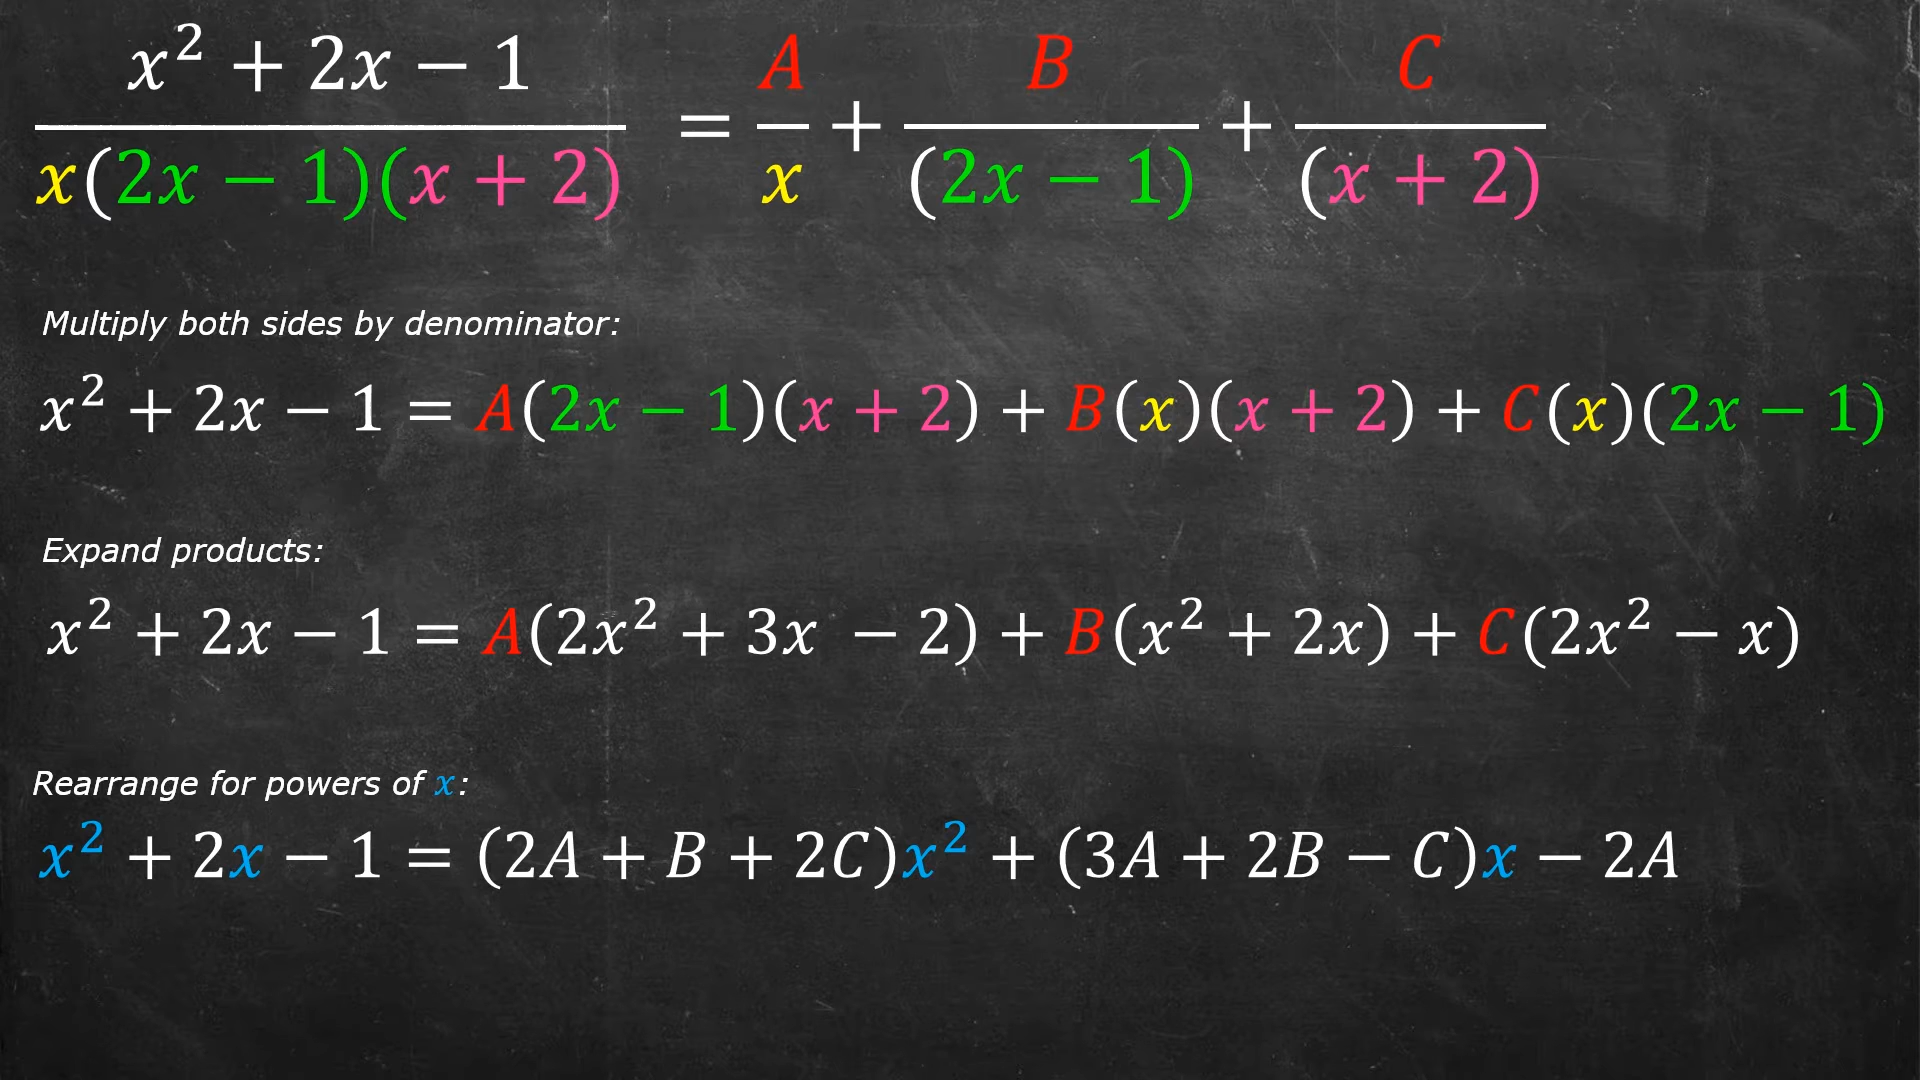 x² + 2x − 1 / x(2x − 1)(x + 2) = A / x + B / (2x − 1) + C / (x + 2)
Multiply both sides by denominator:
x² + 2x − 1 = A(2x − 1)(x + 2) + B(x)(x + 2) + C(x)(2x − 1)
Expand products:
x² + 2x − 1 = A(2x² + 3x − 2) + B(x² + 2x) + C(2x² − x)
Rearrange for powers of x:
x² + 2x − 1 = (2A + B + 2C)x² + (3A + 2B − C)x − 2A